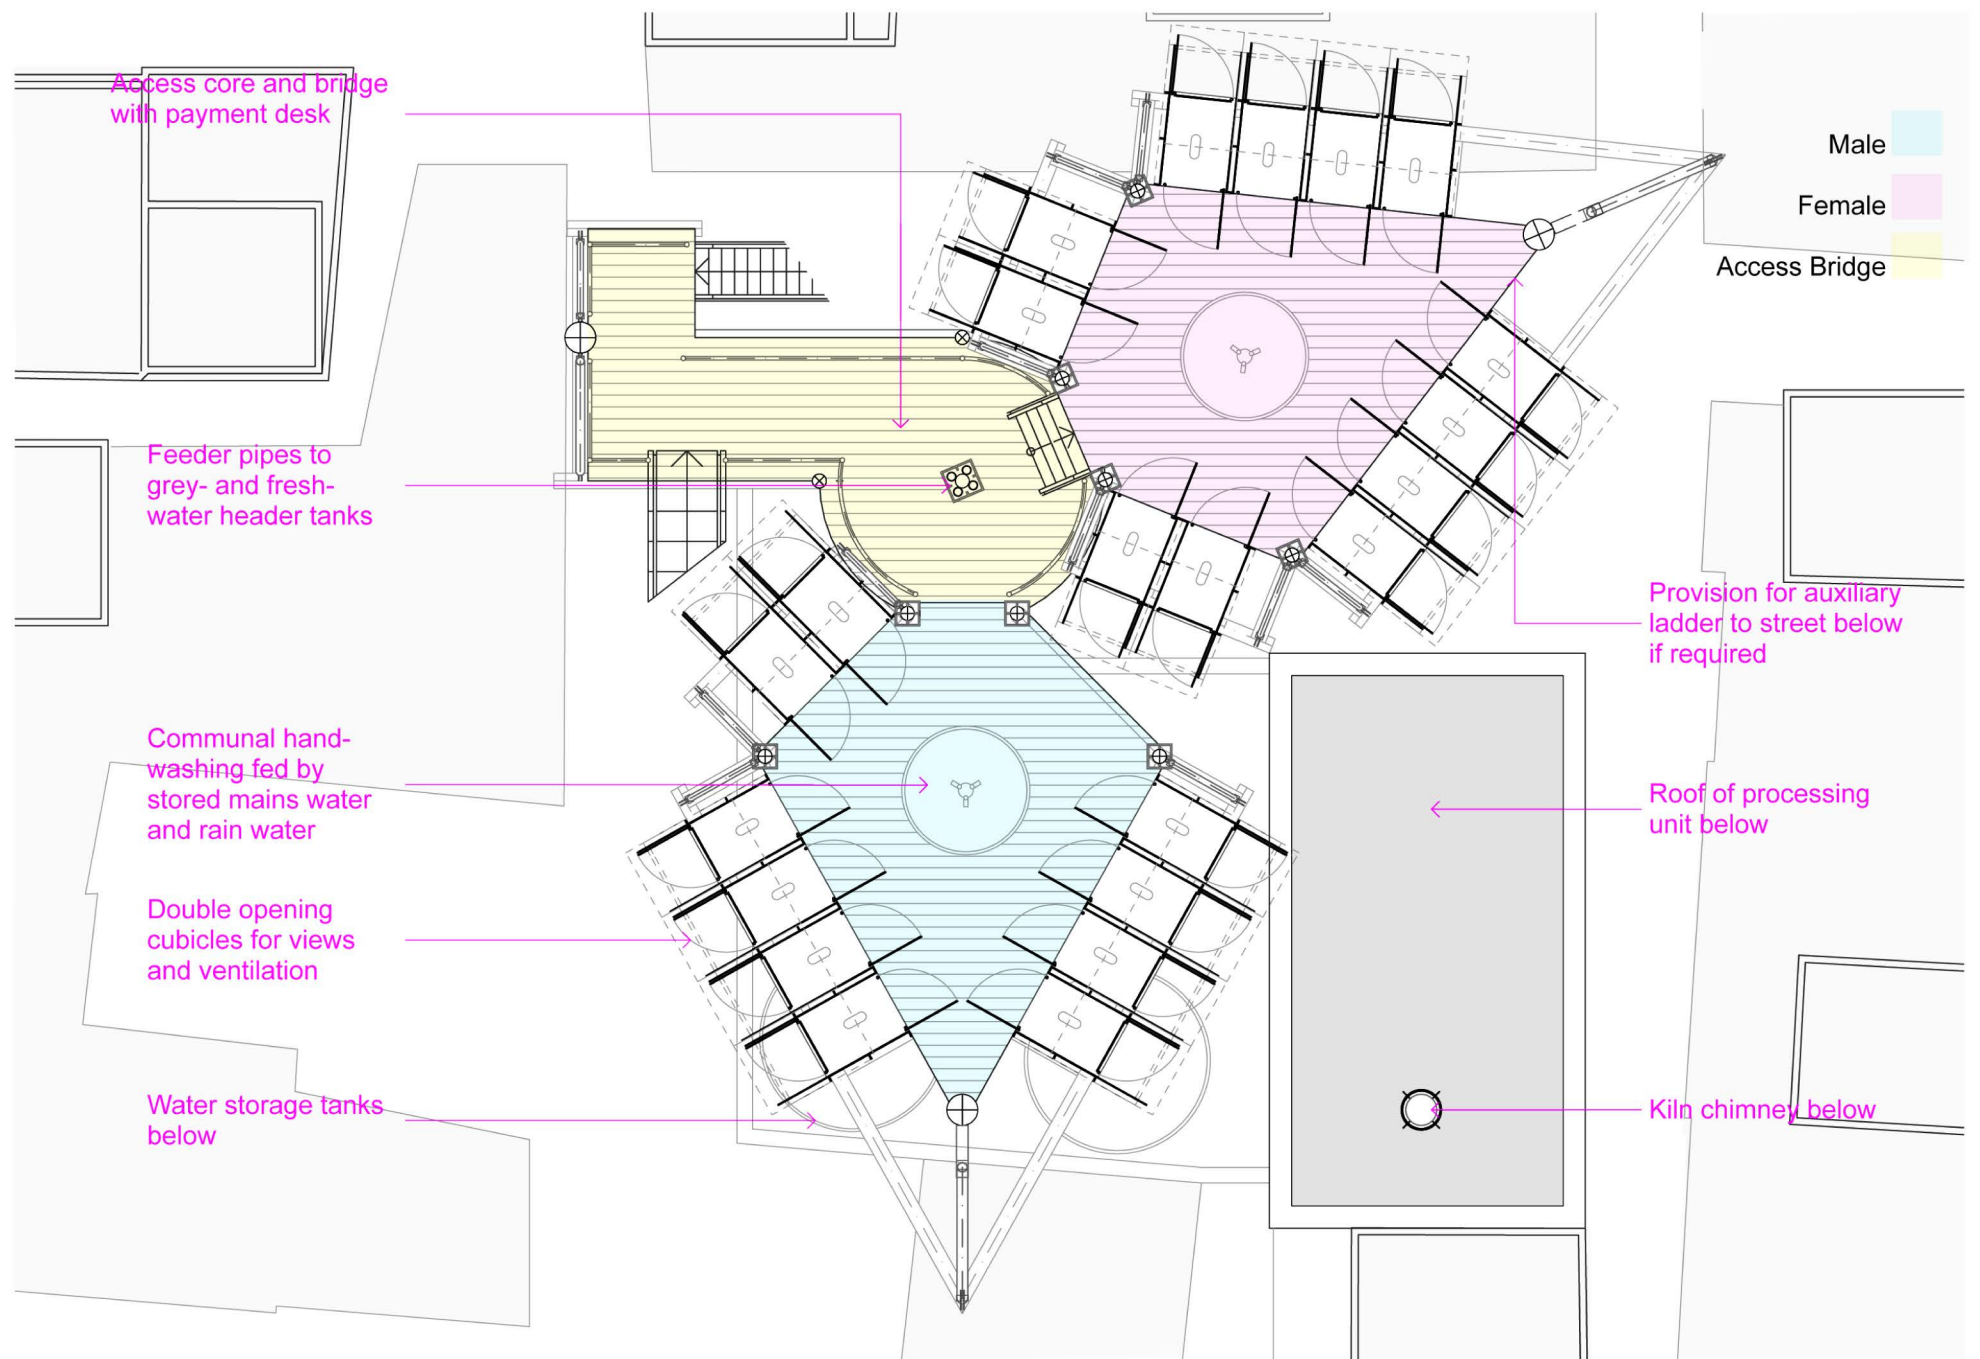 Access core and bridge
with payment desk
Male
Female
Access Bridge
Feeder pipes to
grey- and fresh-
water header tanks
Provision for auxiliary
ladder to street below
if required
Communal hand-
washing fed by
stored mains water
and rain water
Roof of processing
unit below
Double opening
cubicles for views
and ventilation
Water storage tanks
below
Kiln chimney below